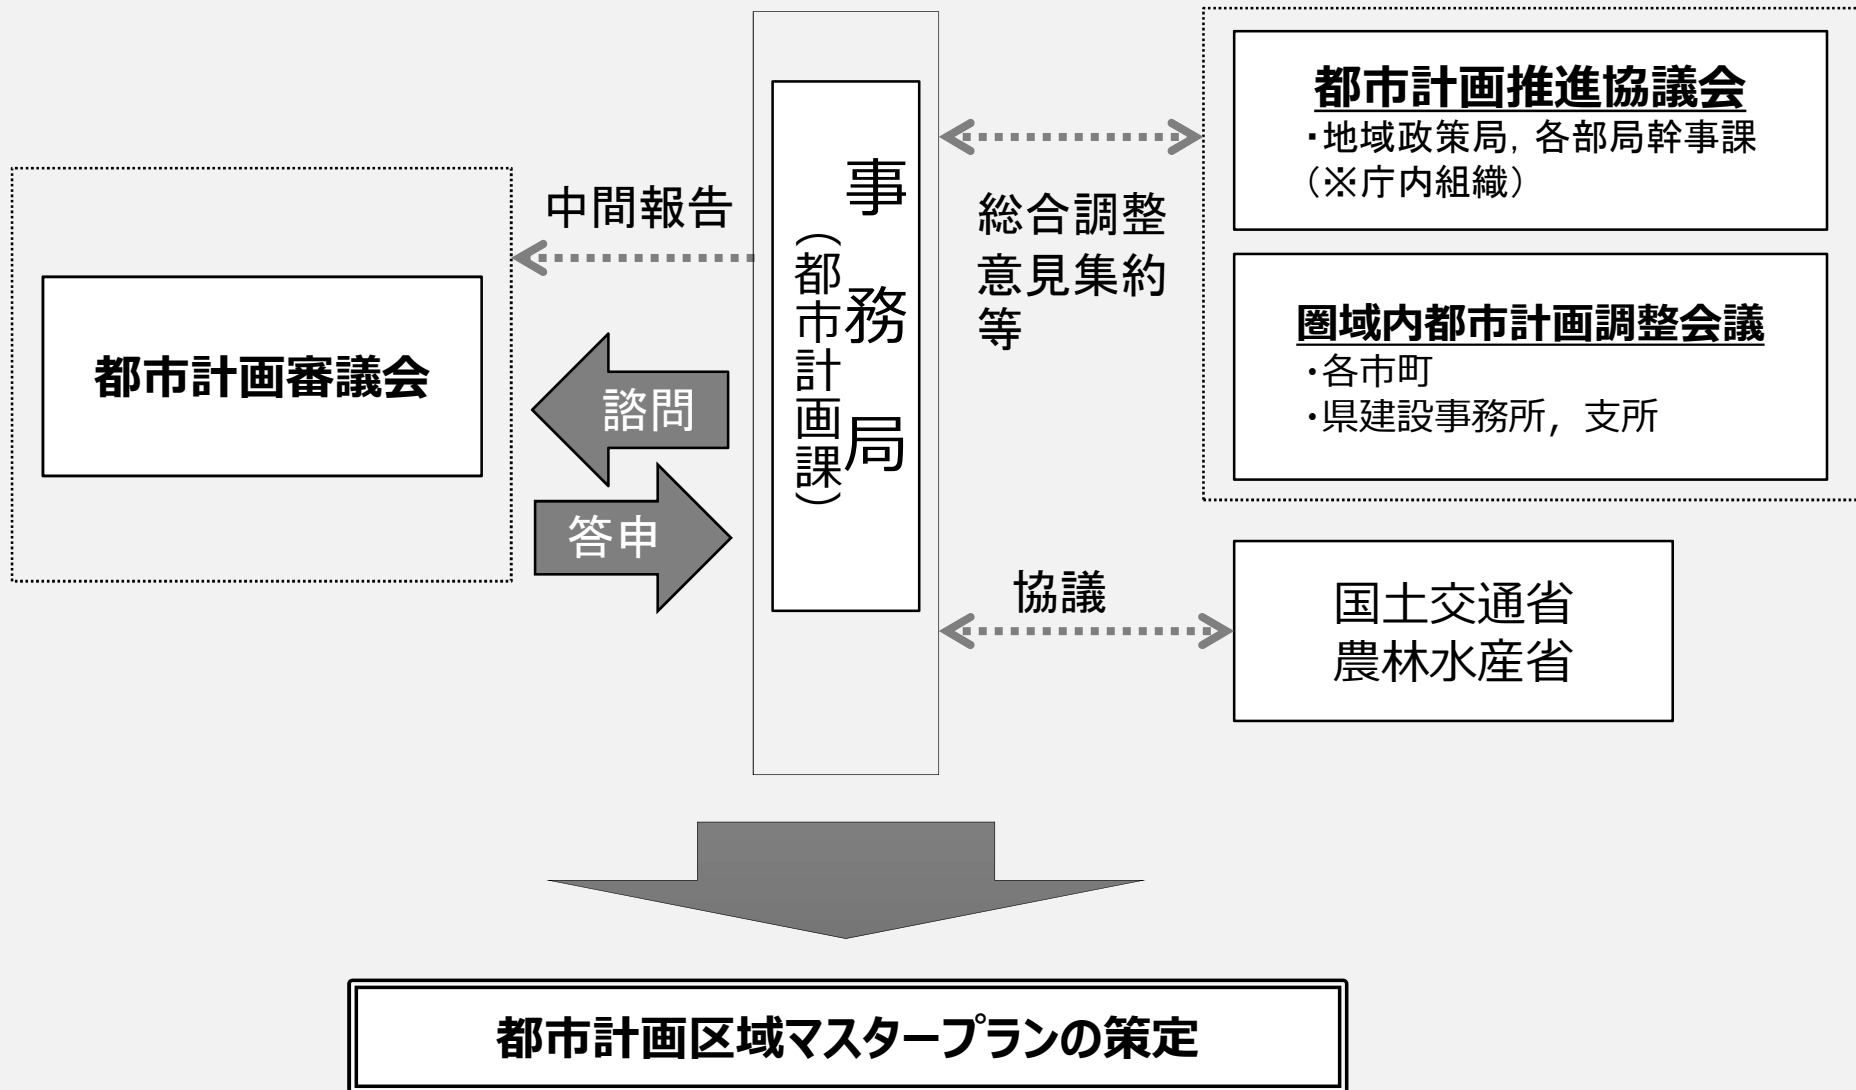 都市計画推進協議会
・地域政策局，各部局幹事課
（※庁内組織）
圏域内都市計画調整会議
・各市町
・県建設事務所，支所
事務局
（都市計画課）
中間報告
総合調整
意見集約
等
都市計画審議会
諮問
答申
協議
国土交通省
農林水産省
都市計画区域マスタープランの策定